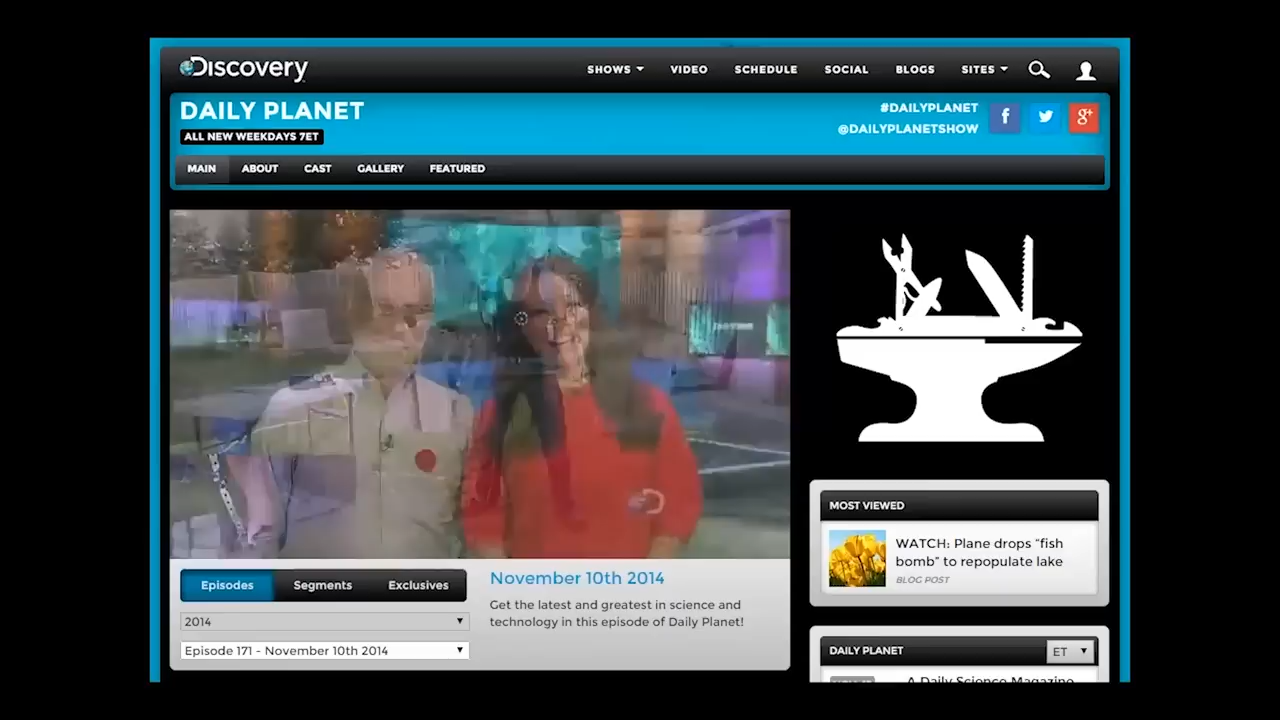 Discovery
SHOWS
VIDEO
SCHEDULE
SOCIAL
BLOGS
SITES
DAILY PLANET
ALL NEW WEEKDAYS 7ET
#DAILYPLANET
@DAILYPLANETSHOW
f
g+
MAIN
ABOUT
CAST
GALLERY
FEATURED
Episodes
Segments
Exclusives
2014
Episode 171 - November 10th 2014
November 10th 2014
Get the latest and greatest in science and
technology in this episode of Daily Planet!
MOST VIEWED
WATCH: Plane drops "fish
bomb" to repopulate lake
BLOG POST
DAILY PLANET
ET
A Daily Science Magazine